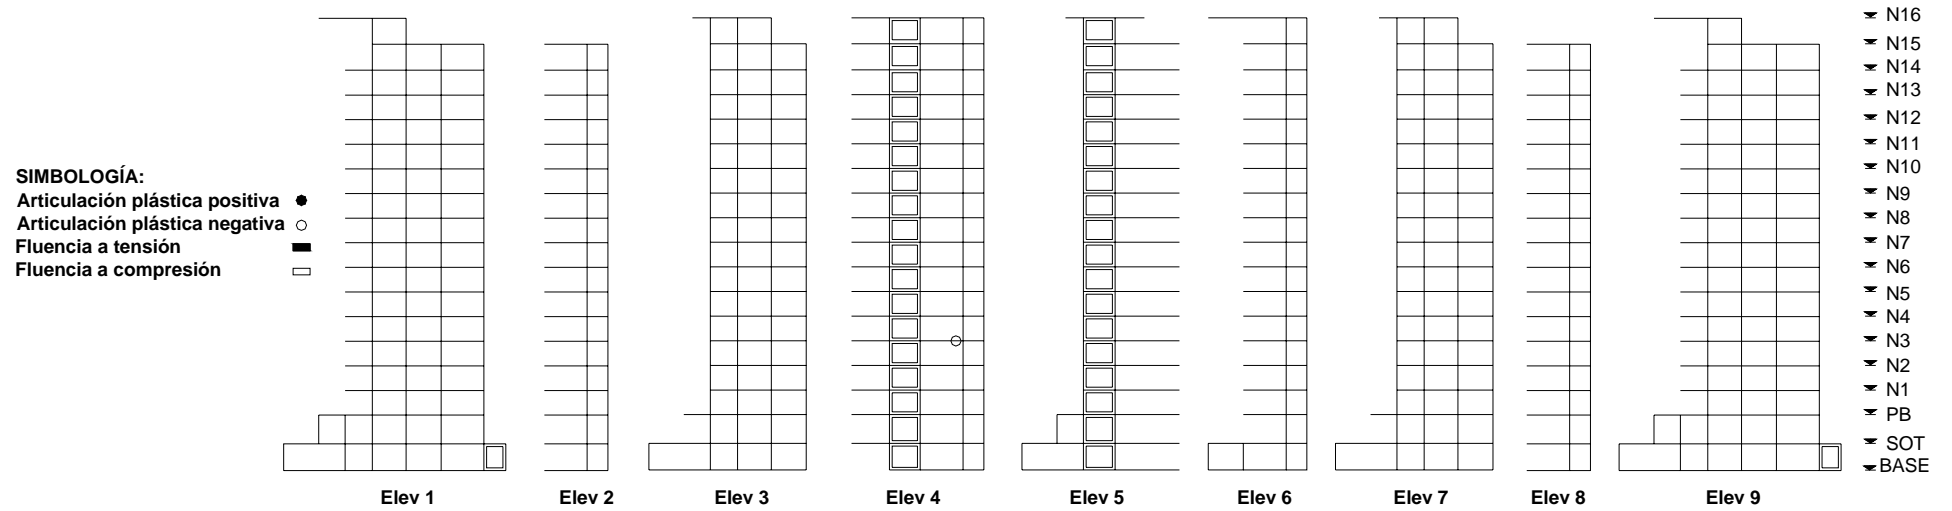 SIMBOLOGÍA:
Articulación plástica positiva
Articulación plástica negativa
Fluencia a tensión
Fluencia a compresión
N16
N15
N14
N13
N12
N11
N10
N9
N8
N7
N6
N5
N4
N3
N2
N1
PB
SOT
BASE
Elev 1
Elev 2
Elev 3
Elev 4
Elev 5
Elev 6
Elev 7
Elev 8
Elev 9